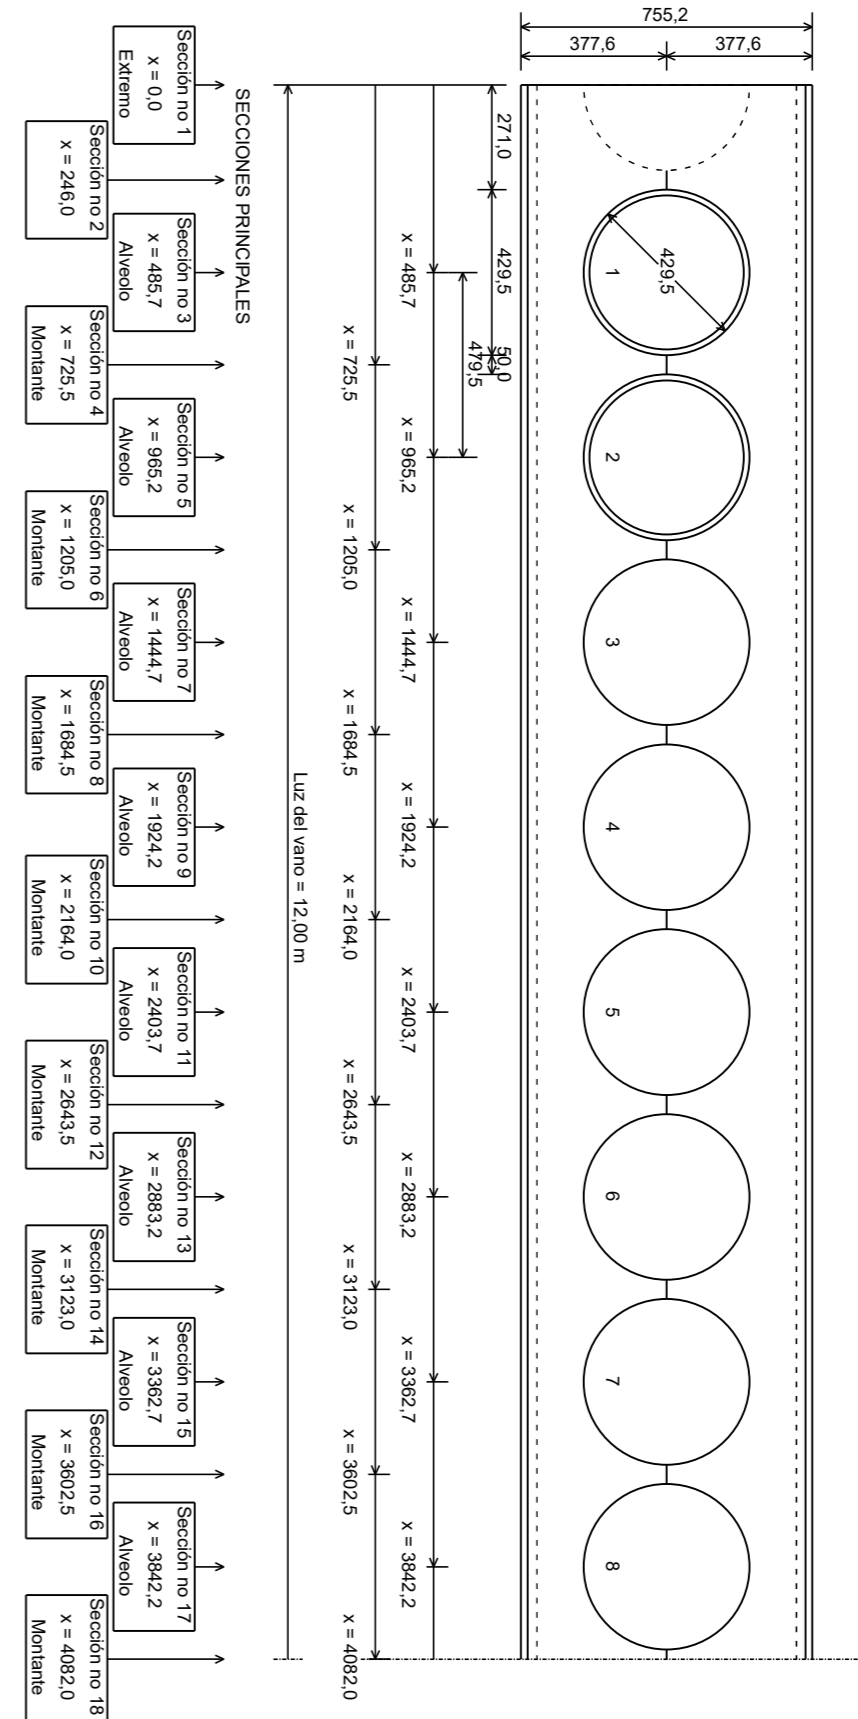 755,2
377,6
377,6
271,0
429,5
50,0
479,5
429,5
1
2
3
4
5
6
7
8
x = 485,7
x = 965,2
x = 1444,7
x = 1924,2
x = 2403,7
x = 2883,2
x = 3362,7
x = 3842,2
x = 725,5
x = 1205,0
x = 1684,5
x = 2164,0
x = 2643,5
x = 3123,0
x = 3602,5
x = 4082,0
Luz del vano = 12,00 m
SECCIONES PRINCIPALES
Sección no 1
x = 0,0
Extremo
Sección no 2
x = 246,0
Sección no 3
x = 485,7
Alveolo
Sección no 4
x = 725,5
Montante
Sección no 5
x = 965,2
Alveolo
Sección no 6
x = 1205,0
Montante
Sección no 7
x = 1444,7
Alveolo
Sección no 8
x = 1684,5
Montante
Sección no 9
x = 1924,2
Alveolo
Sección no 10
x = 2164,0
Montante
Sección no 11
x = 2403,7
Alveolo
Sección no 12
x = 2643,5
Montante
Sección no 13
x = 2883,2
Alveolo
Sección no 14
x = 3123,0
Montante
Sección no 15
x = 3362,7
Alveolo
Sección no 16
x = 3602,5
Montante
Sección no 17
x = 3842,2
Alveolo
Sección no 18
x = 4082,0
Montante